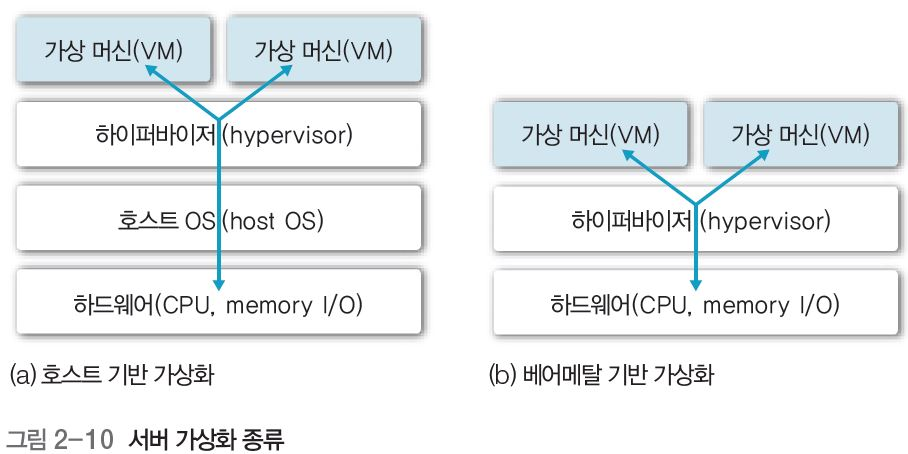 가상 머신(VM) 가상 머신(VM)
하이퍼바이저(hypervisor)
호스트 OS(host OS)
하드웨어(CPU, memory I/O)
(a) 호스트 기반 가상화
가상 머신(VM) 가상 머신(VM)
하이퍼바이저(hypervisor)
하드웨어(CPU, memory I/O)
(b) 베어메탈 기반 가상화
그림 2-10 서버 가상화 종류